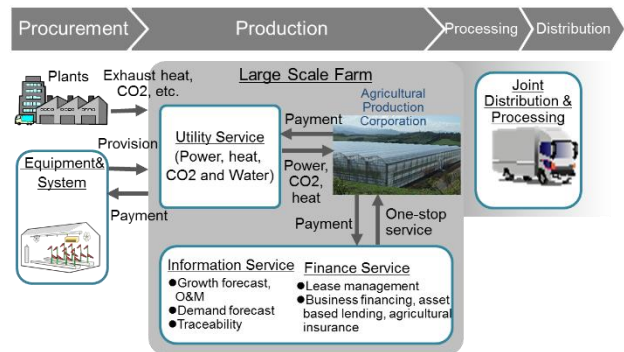 Procurement
Production
Processing
Distribution
Plants
Exhaust heat,
CO2, etc.
Large Scale Farm
Agricultural
Production
Corporation
Joint
Distribution &
Processing
Payment
Utility Service
(Power, heat,
CO2 and Water)
Provision
Equipment&
System
Payment
Power,
CO2,
heat
Payment
One-stop
service
Information Service
●Growth forecast,
O&M
●Demand forecast
●Traceability
Finance Service
●Lease management
●Business financing, asset
based lending, agricultural
insurance